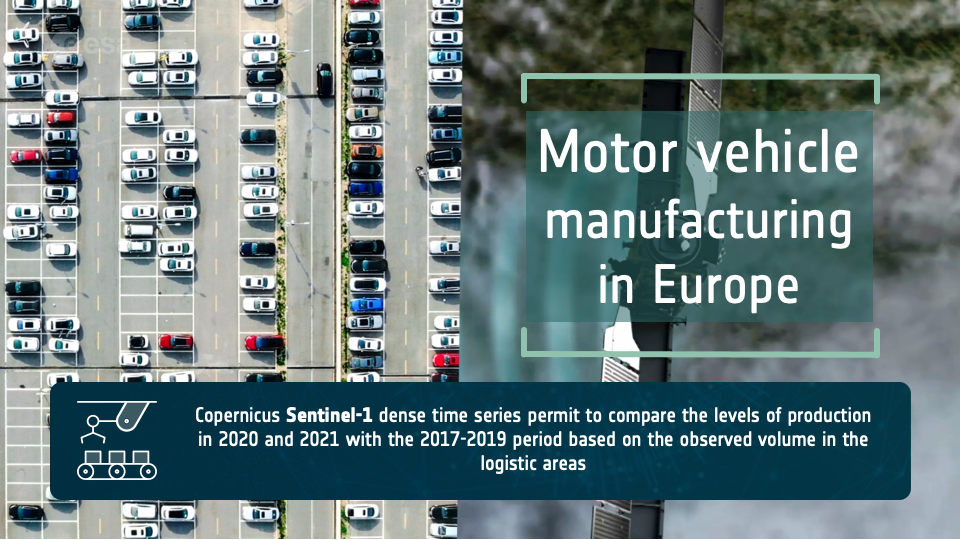 Motor vehicle
manufacturing
in Europe
Copernicus Sentinel-1 dense time series permit to compare the levels of production
in 2020 and 2021 with the 2017-2019 period based on the observed volume in the
logistic areas